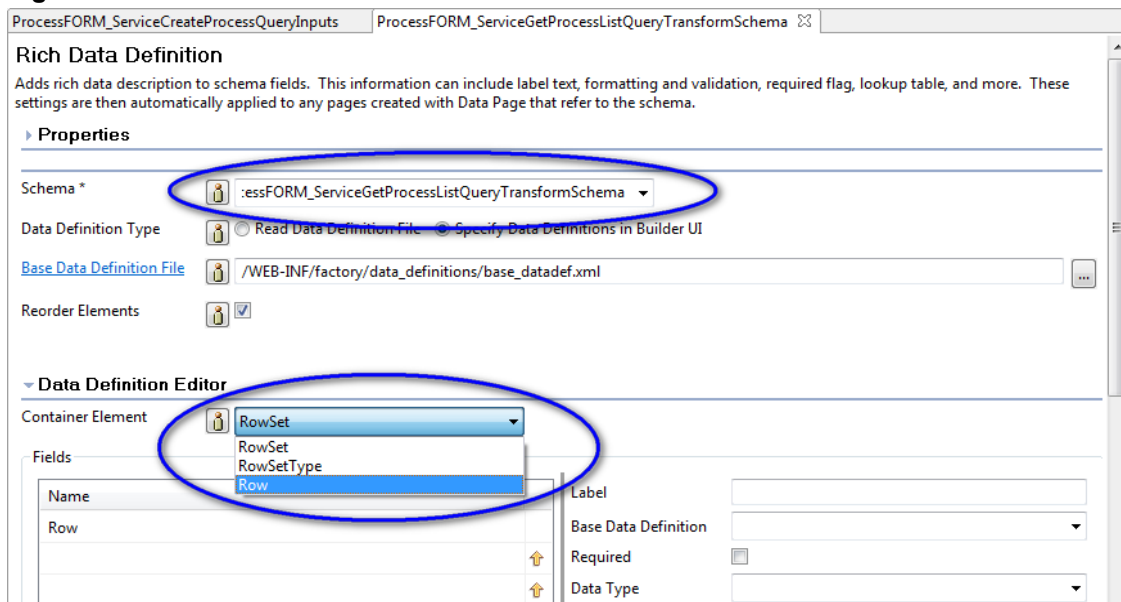 ProcessFORM_ServiceCreateProcessQueryInputs ProcessFORM_ServiceGetProcessListQueryTransformSchema
Rich Data Definition
Adds rich data description to schema fields. This information can include label text, formatting and validation, required flag, lookup table, and more. These
settings are then automatically applied to any pages created with Data Page that refer to the schema.
Properties
Schema * :essFORM_ServiceGetProcessListQueryTransformSchema
Data Definition Type Read Data Definition File Specify Data Definitions in Builder UI
Base Data Definition File /WEB-INF/factory/data_definitions/base_datadef.xml ...
Reorder Elements
Data Definition Editor
Container Element RowSet
RowSet
Fields
RowSetType
Row
Name Label
Row Base Data Definition
Required
Data Type